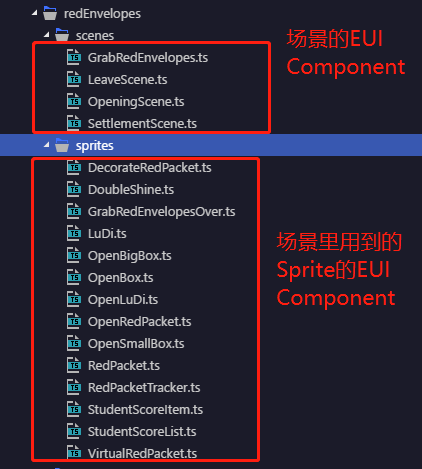 redEnvelopes
scenes
GrabRedEnvelopes.ts
LeaveScene.ts
OpeningScene.ts
SettlementScene.ts
场景的EUI
Component
sprites
DecorateRedPacket.ts
DoubleShine.ts
GrabRedEnvelopesOver.ts
LuDi.ts
OpenBigBox.ts
OpenBox.ts
OpenLuDi.ts
OpenRedPacket.ts
OpenSmallBox.ts
RedPacket.ts
RedPacketTracker.ts
StudentScoreItem.ts
StudentScoreList.ts
VirtualRedPacket.ts
场景里用到的
Sprite的EUI
Component